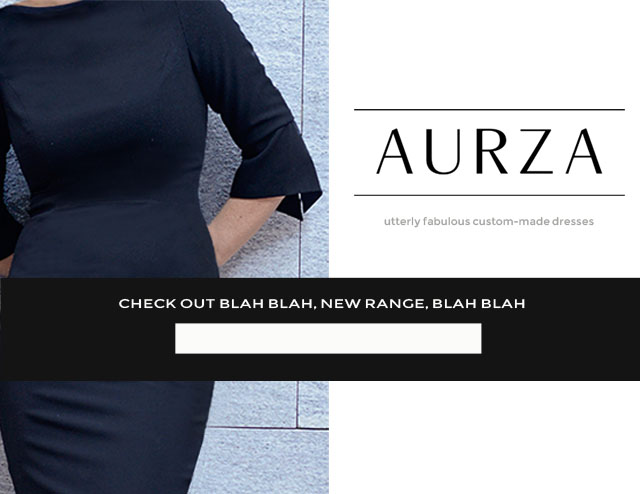 AURZA
utterly fabulous custom-made dresses
CHECK OUT BLAH BLAH, NEW RANGE, BLAH BLAH